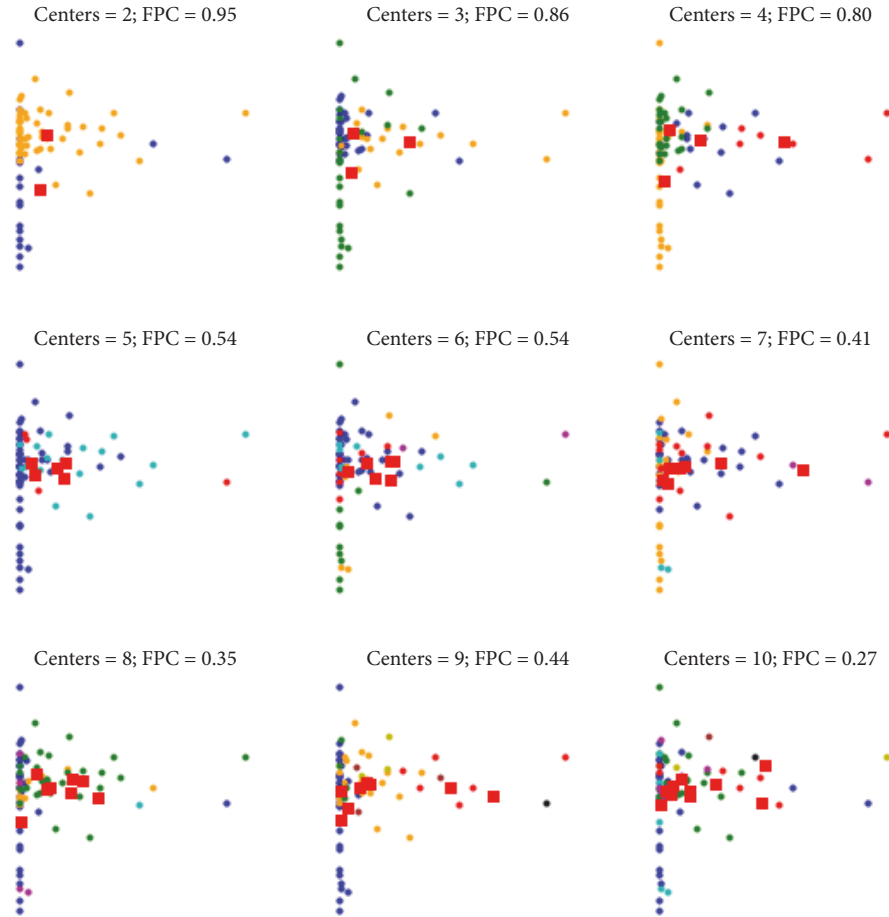 Centers = 2; FPC = 0.95
Centers = 3; FPC = 0.86
Centers = 4; FPC = 0.80
Centers = 5; FPC = 0.54
Centers = 6; FPC = 0.54
Centers = 7; FPC = 0.41
Centers = 8; FPC = 0.35
Centers = 9; FPC = 0.44
Centers = 10; FPC = 0.27